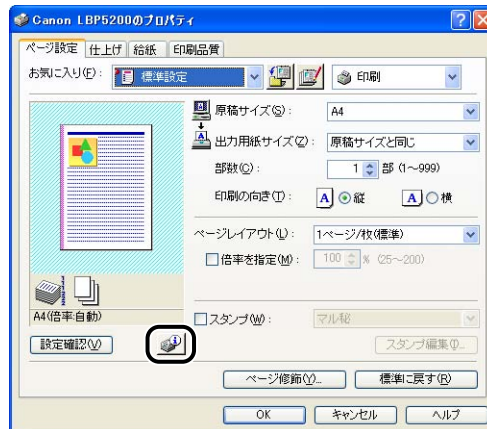 Canon LBP5200のプロパティ
ページ設定 仕上げ 給紙 印刷品質
お気に入り(F): 標準設定 印刷
原稿サイズ(S): A4
出力用紙サイズ(Z): 原稿サイズと同じ
部数(C): 1 部 (1~999)
印刷の向き(T): A 縦 A 横
ページレイアウト(L): 1ページ/枚(標準)
倍率を指定(M): 100 % (25~200)
A4(倍率:自動)
スタンプ(W): マル秘
設定確認(V) スタンプ編集(I)...
ページ修飾(Y)... 標準に戻す(R)
OK キャンセル ヘルプ